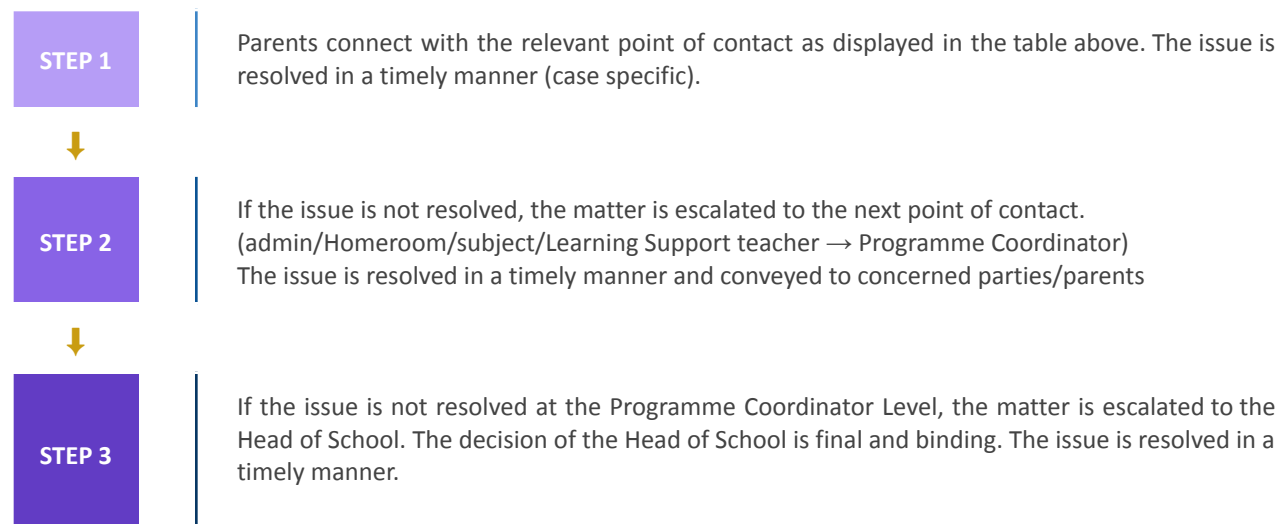 STEP 1
Parents connect with the relevant point of contact as displayed in the table above. The issue is
resolved in a timely manner (case specific).
STEP 2
If the issue is not resolved, the matter is escalated to the next point of contact.
(admin/Homeroom/subject/Learning Support teacher → Programme Coordinator)
The issue is resolved in a timely manner and conveyed to concerned parties/parents
STEP 3
If the issue is not resolved at the Programme Coordinator Level, the matter is escalated to the
Head of School. The decision of the Head of School is final and binding. The issue is resolved in a
timely manner.